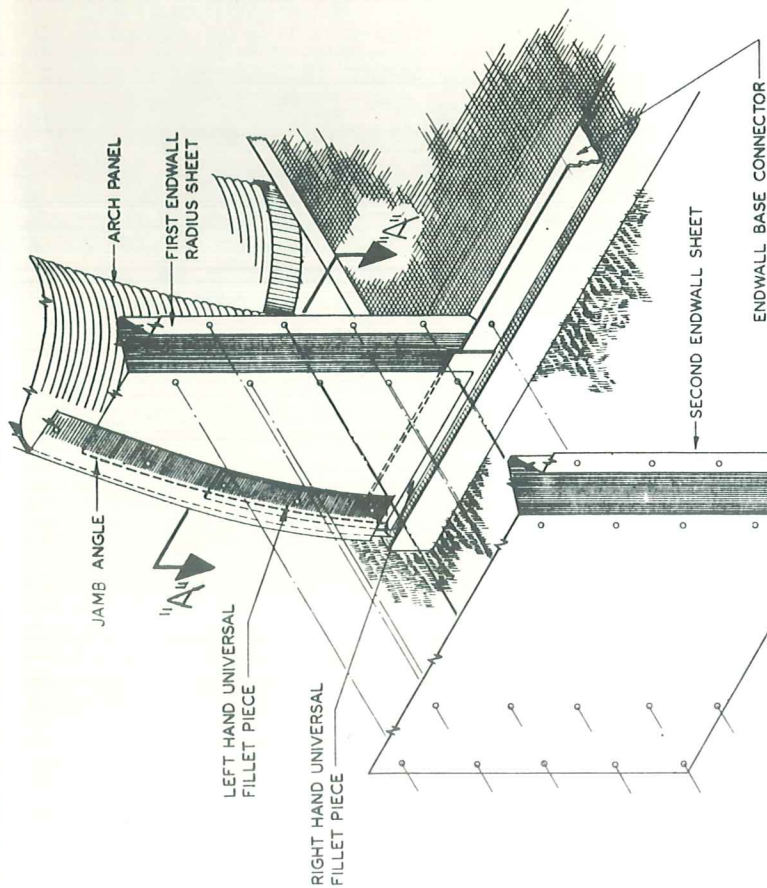 ARCH PANEL
FIRST ENDWALL
RADIUS SHEET
"A"
JAMB ANGLE
"A"
LEFT HAND UNIVERSAL
FILLET PIECE
RIGHT HAND UNIVERSAL
FILLET PIECE
SECOND ENDWALL SHEET
ENDWALL BASE CONNECTOR